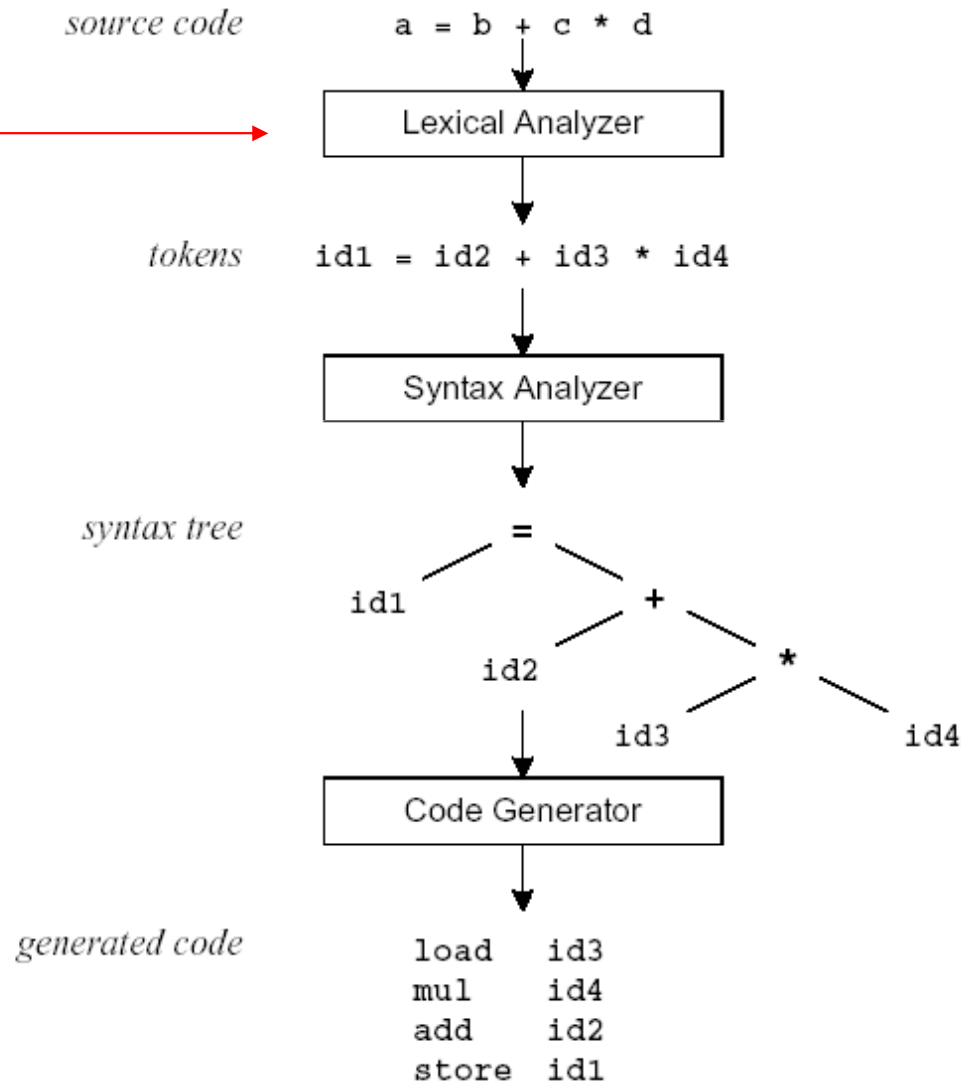 source code a = b + c * d
Lexical Analyzer
tokens id1 = id2 + id3 * id4
Syntax Analyzer
syntax tree =
id1 +
id2 *
id3 id4
Code Generator
generated code load id3
mul id4
add id2
store id1